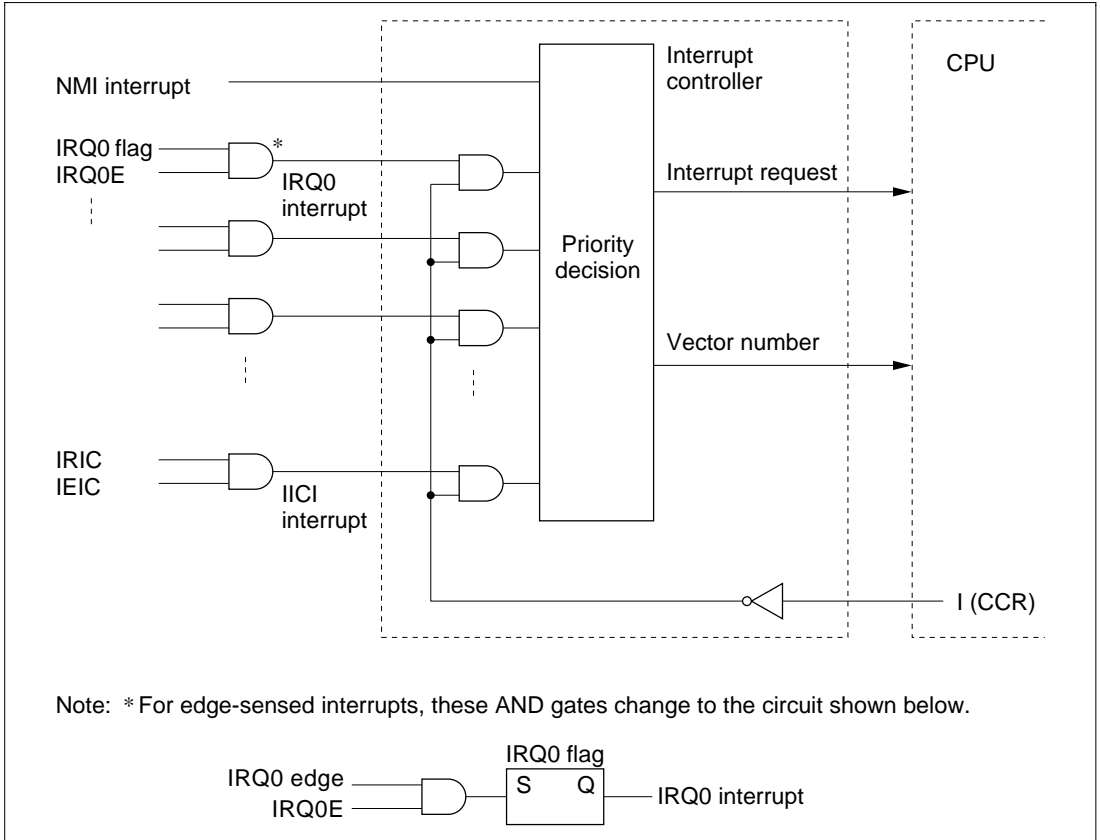 NMI interrupt
Interrupt
controller
CPU
IRQ0 flag
IRQ0E
*
IRQ0
interrupt
Interrupt request
Priority
decision
Vector number
IRIC
IEIC
IICI
interrupt
I (CCR)
Note: * For edge-sensed interrupts, these AND gates change to the circuit shown below.
IRQ0 flag
IRQ0 edge
IRQ0E
S Q
IRQ0 interrupt